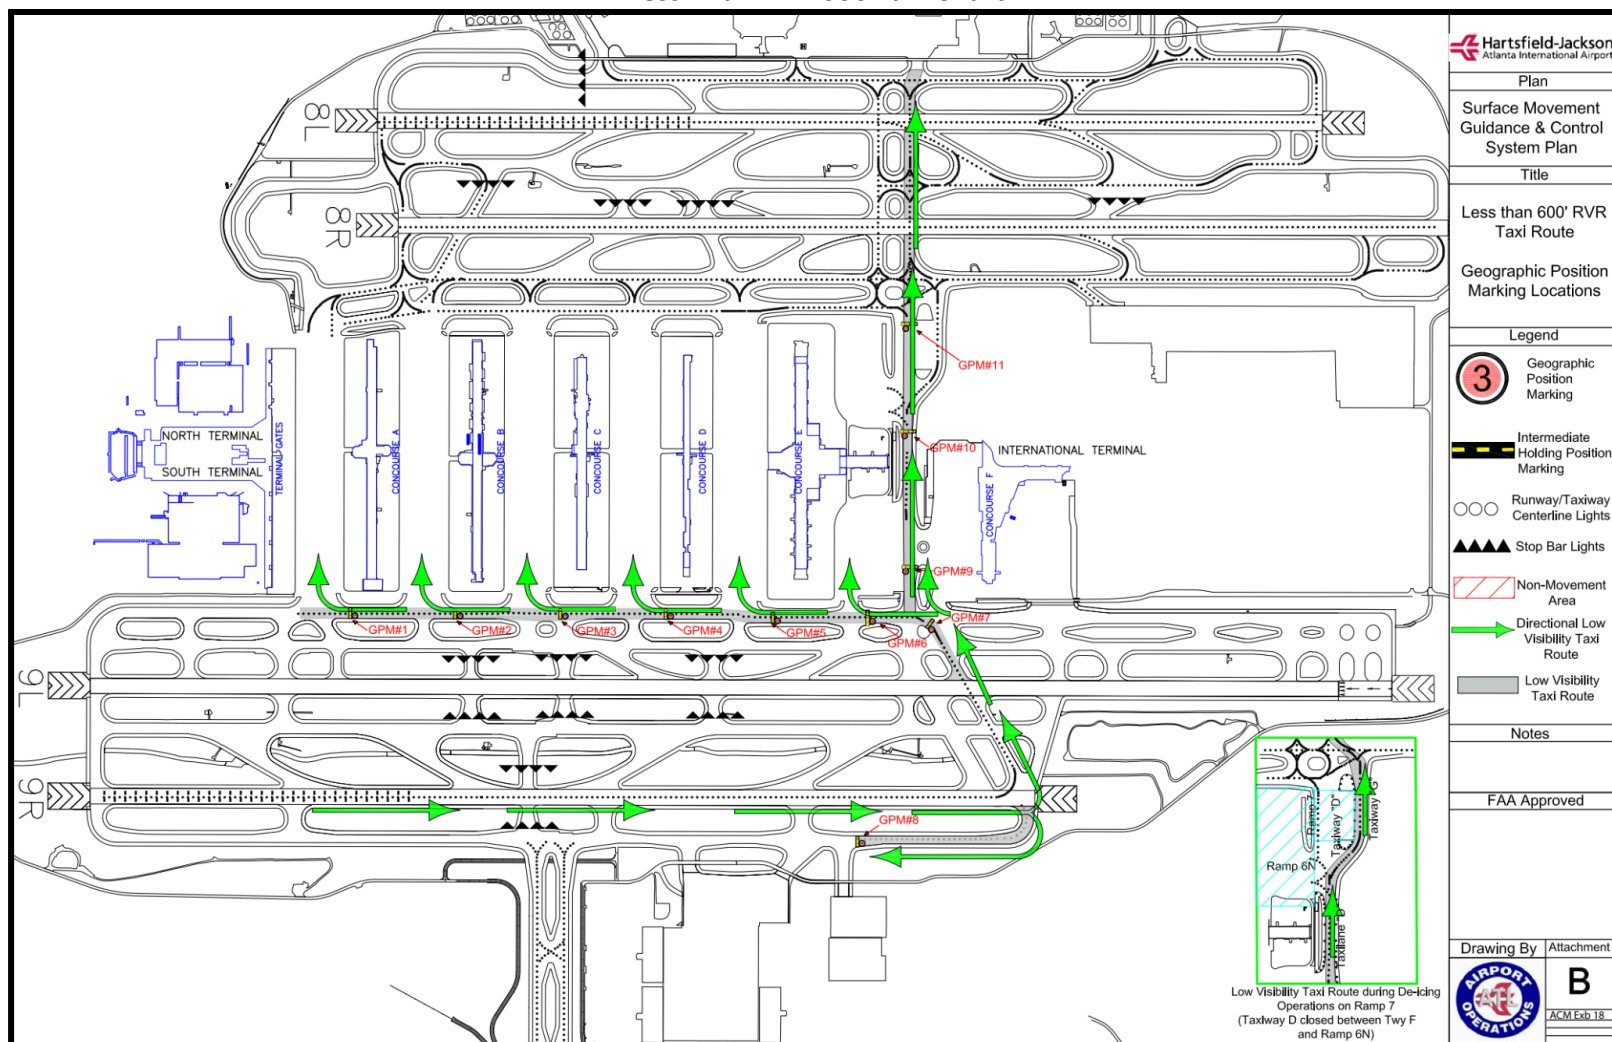 8L
8R
9L
9R
NORTH TERMINAL
SOUTH TERMINAL
TERMINAL GATES
CONCOURSE A
CONCOURSE B
CONCOURSE C
CONCOURSE D
CONCOURSE E
CONCOURSE F
INTERNATIONAL TERMINAL
GPM#11
GPM#10
GPM#9
GPM#1
GPM#2
GPM#3
GPM#4
GPM#5
GPM#6
GPM#7
GPM#8
Ramp 7
Taxiway "D"
Taxiway "G"
Ramp 6N
Taxilane "D"
Low Visibility Taxi Route during De-icing
Operations on Ramp 7
(Taxiway D closed between Twy F
and Ramp 6N)
Hartsfield-Jackson
Atlanta International Airport
Plan
Surface Movement
Guidance & Control
System Plan
Title
Less than 600' RVR
Taxi Route
Geographic Position
Marking Locations
Legend
3
Geographic
Position
Marking
Intermediate
Holding Position
Marking
Runway/Taxiway
Centerline Lights
Stop Bar Lights
Non-Movement
Area
Directional Low
Visibility Taxi
Route
Low Visibility
Taxi Route
Notes
FAA Approved
Drawing By
Attachment
AIRPORT
ATL
OPERATIONS
B
ACM Exb 18